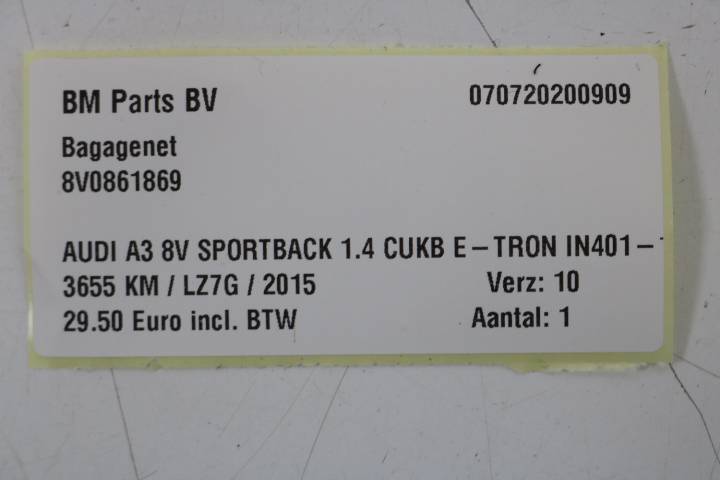 BM Parts BV 070720200909
Bagagenet
8V0861869
AUDI A3 8V SPORTBACK 1.4 CUKB E-TRON IN401-
3655 KM / LZ7G / 2015 Verz: 10
29.50 Euro incl. BTW Aantal: 1